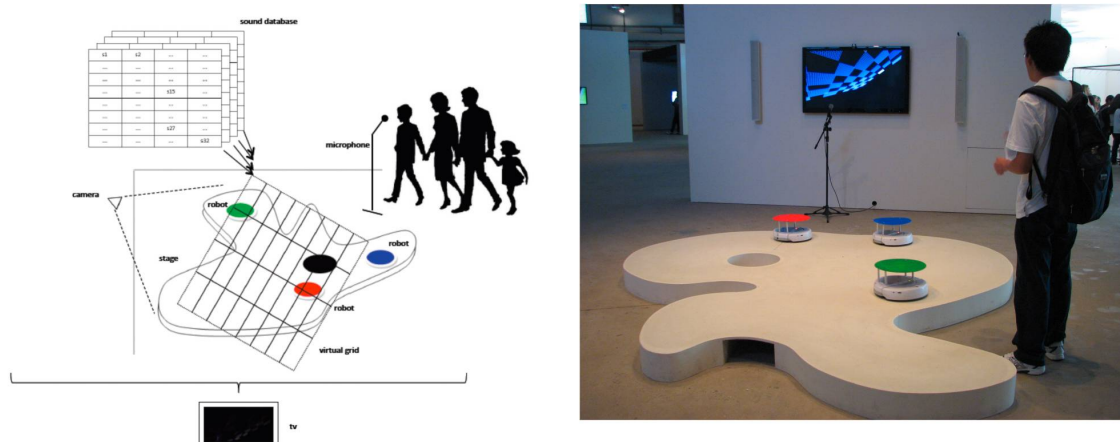 sound database
s1 s2 ... ...
... ... ... ...
... ... ... ...
... ... s15 ...
... ... ... ...
... ... ... ...
... ... s27 ...
... ... ... s32
microphone
camera
robot
robot
stage
robot
virtual grid
tv